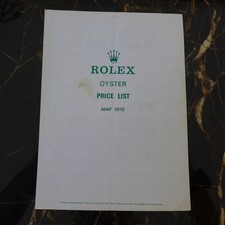 ROLEX
OYSTER
PRICE LIST
MAY 1978